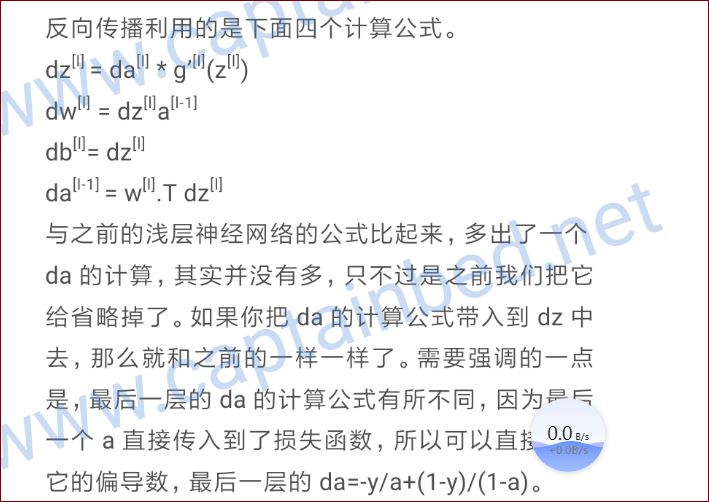 反向传播利用的是下面四个计算公式。
dz[l] = da[l] * g’[l](z[l])
dw[l] = dz[l]a[l-1]
db[l]= dz[l]
da[l-1] = w[l].T dz[l]
与之前的浅层神经网络的公式比起来，多出了一个
da 的计算，其实并没有多，只不过是之前我们把它
给省略掉了。如果你把 da 的计算公式带入到 dz 中
去，那么就和之前的一样一样了。需要强调的一点
是，最后一层的 da 的计算公式有所不同，因为最后
一个 a 直接传入到了损失函数，所以可以直接
它的偏导数，最后一层的 da=-y/a+(1-y)/(1-a)。
0.0 B/s
+0.0B/s
www.captainbed.net
www.captainbed.net